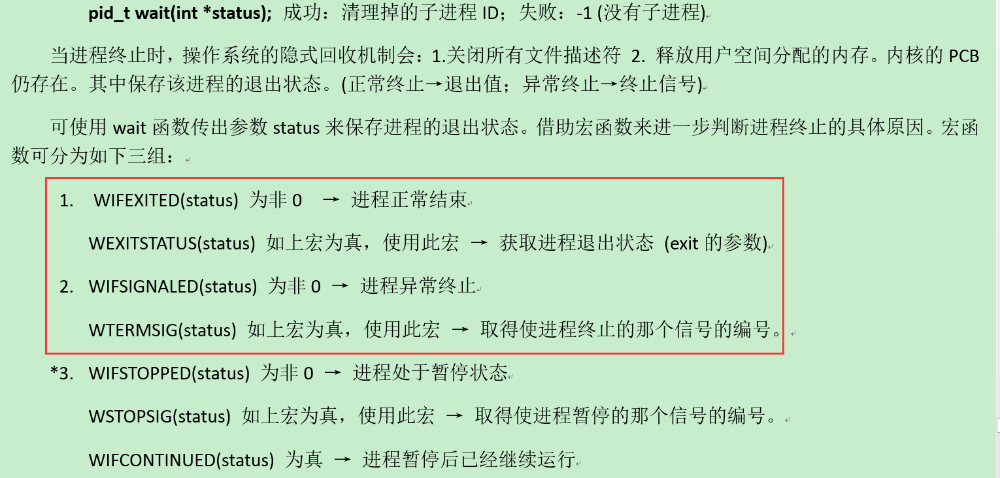 pid_t wait(int *status); 成功：清理掉的子进程 ID；失败：-1 (没有子进程)
当进程终止时，操作系统的隐式回收机制会：1.关闭所有文件描述符 2. 释放用户空间分配的内存。内核的 PCB
仍存在。其中保存该进程的退出状态。(正常终止→退出值；异常终止→终止信号)
可使用 wait 函数传出参数 status 来保存进程的退出状态。借助宏函数来进一步判断进程终止的具体原因。宏函
数可分为如下三组：
1. WIFEXITED(status) 为非 0 → 进程正常结束
WEXITSTATUS(status) 如上宏为真，使用此宏 → 获取进程退出状态 (exit 的参数)
2. WIFSIGNALED(status) 为非 0 → 进程异常终止
WTERMSIG(status) 如上宏为真，使用此宏 → 取得使进程终止的那个信号的编号。
*3. WIFSTOPPED(status) 为非 0 → 进程处于暂停状态
WSTOPSIG(status) 如上宏为真，使用此宏 → 取得使进程暂停的那个信号的编号。
WIFCONTINUED(status) 为真 → 进程暂停后已经继续运行